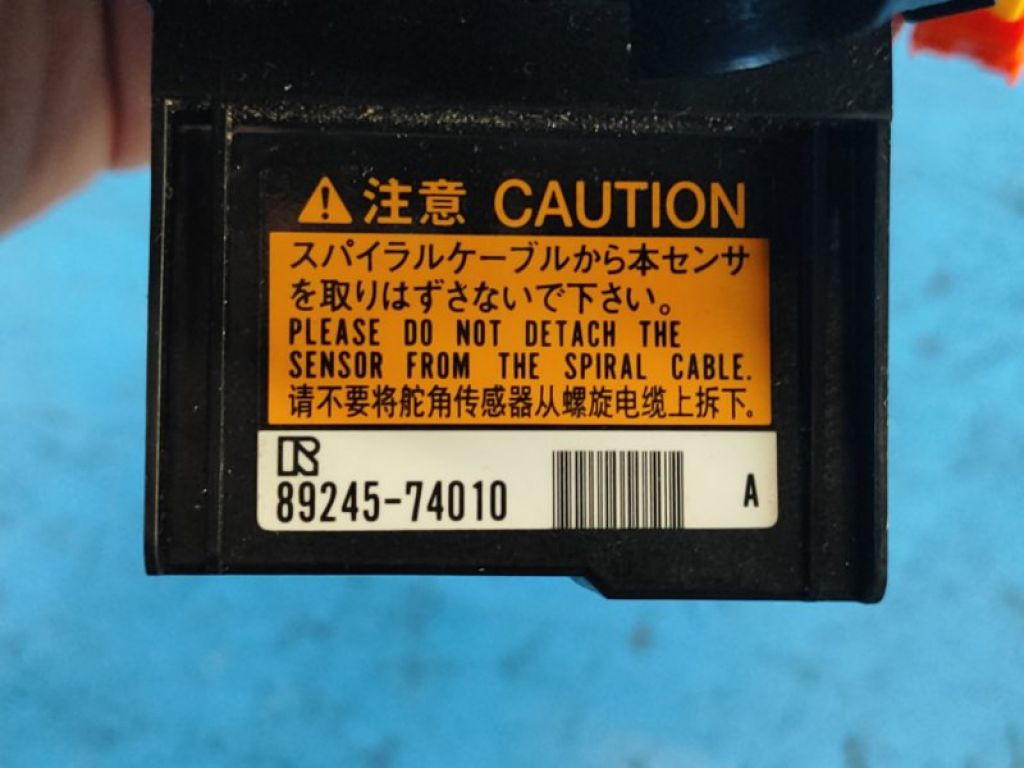 注意 CAUTION
スパイラルケーブルから本センサ
を取りはずさないで下さい。
PLEASE DO NOT DETACH THE
SENSOR FROM THE SPIRAL CABLE.
请不要将舵角传感器从螺旋电缆上拆下。
R
89245-74010
A